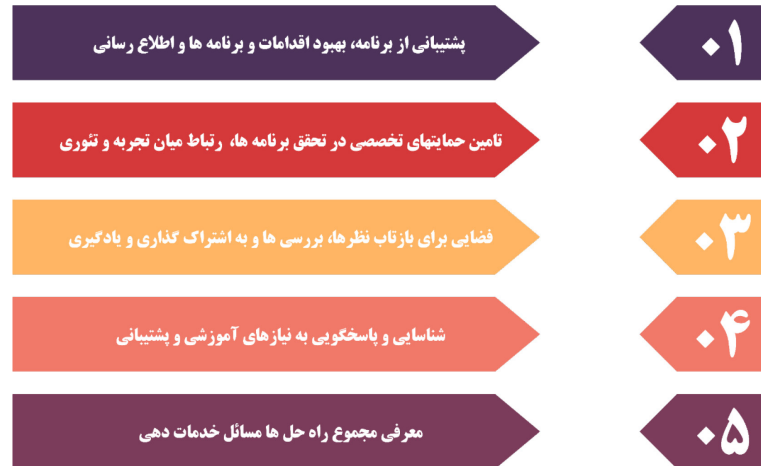 ۰۱
پشتیبانی از برنامه، بهبود اقدامات و برنامه ها و اطلاع رسانی
۰۲
تامین حمایتهای تخصصی در تحقق برنامه ها، رتباط میان تجربه و تئوری
۰۳
فضایی برای بازتاب نظرها، بررسی ها و به اشتراک گذاری و یادگیری
۰۴
شناسایی و پاسخگویی به نیازهای آموزشی و پشتیبانی
۰۵
معرفی مجموع راه حل ها مسائل خدمات دهی